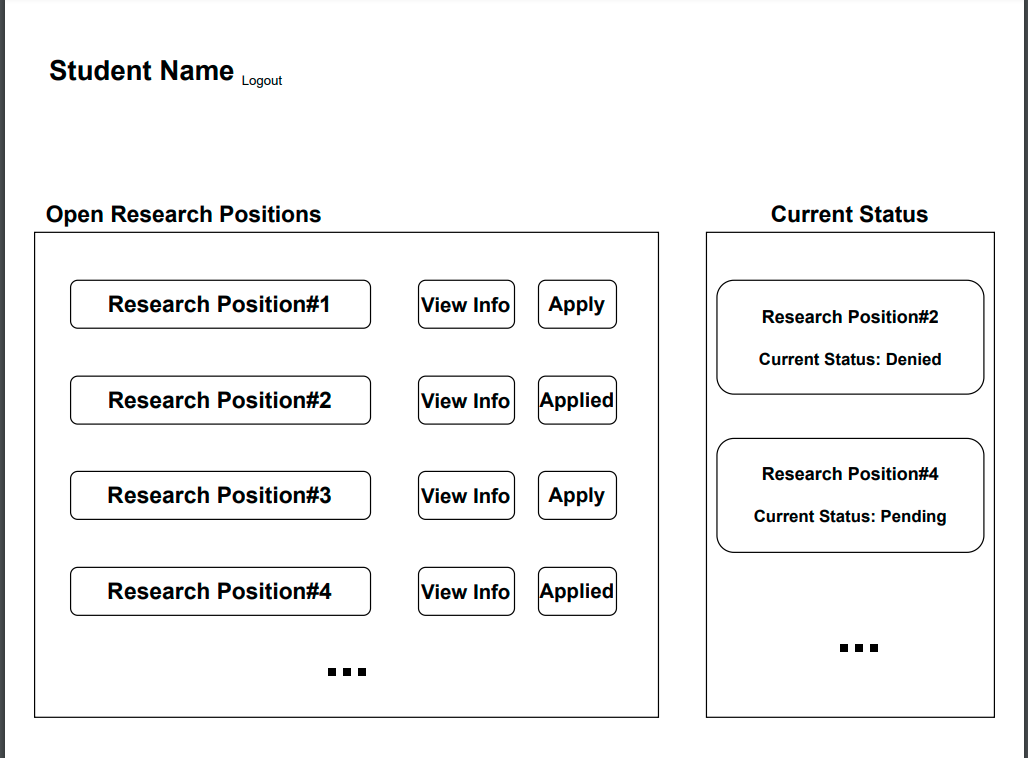 Student Name Logout
Open Research Positions
Research Position#1 View Info Apply
Research Position#2 View Info Applied
Research Position#3 View Info Apply
Research Position#4 View Info Applied
...
Current Status
Research Position#2
Current Status: Denied
Research Position#4
Current Status: Pending
...